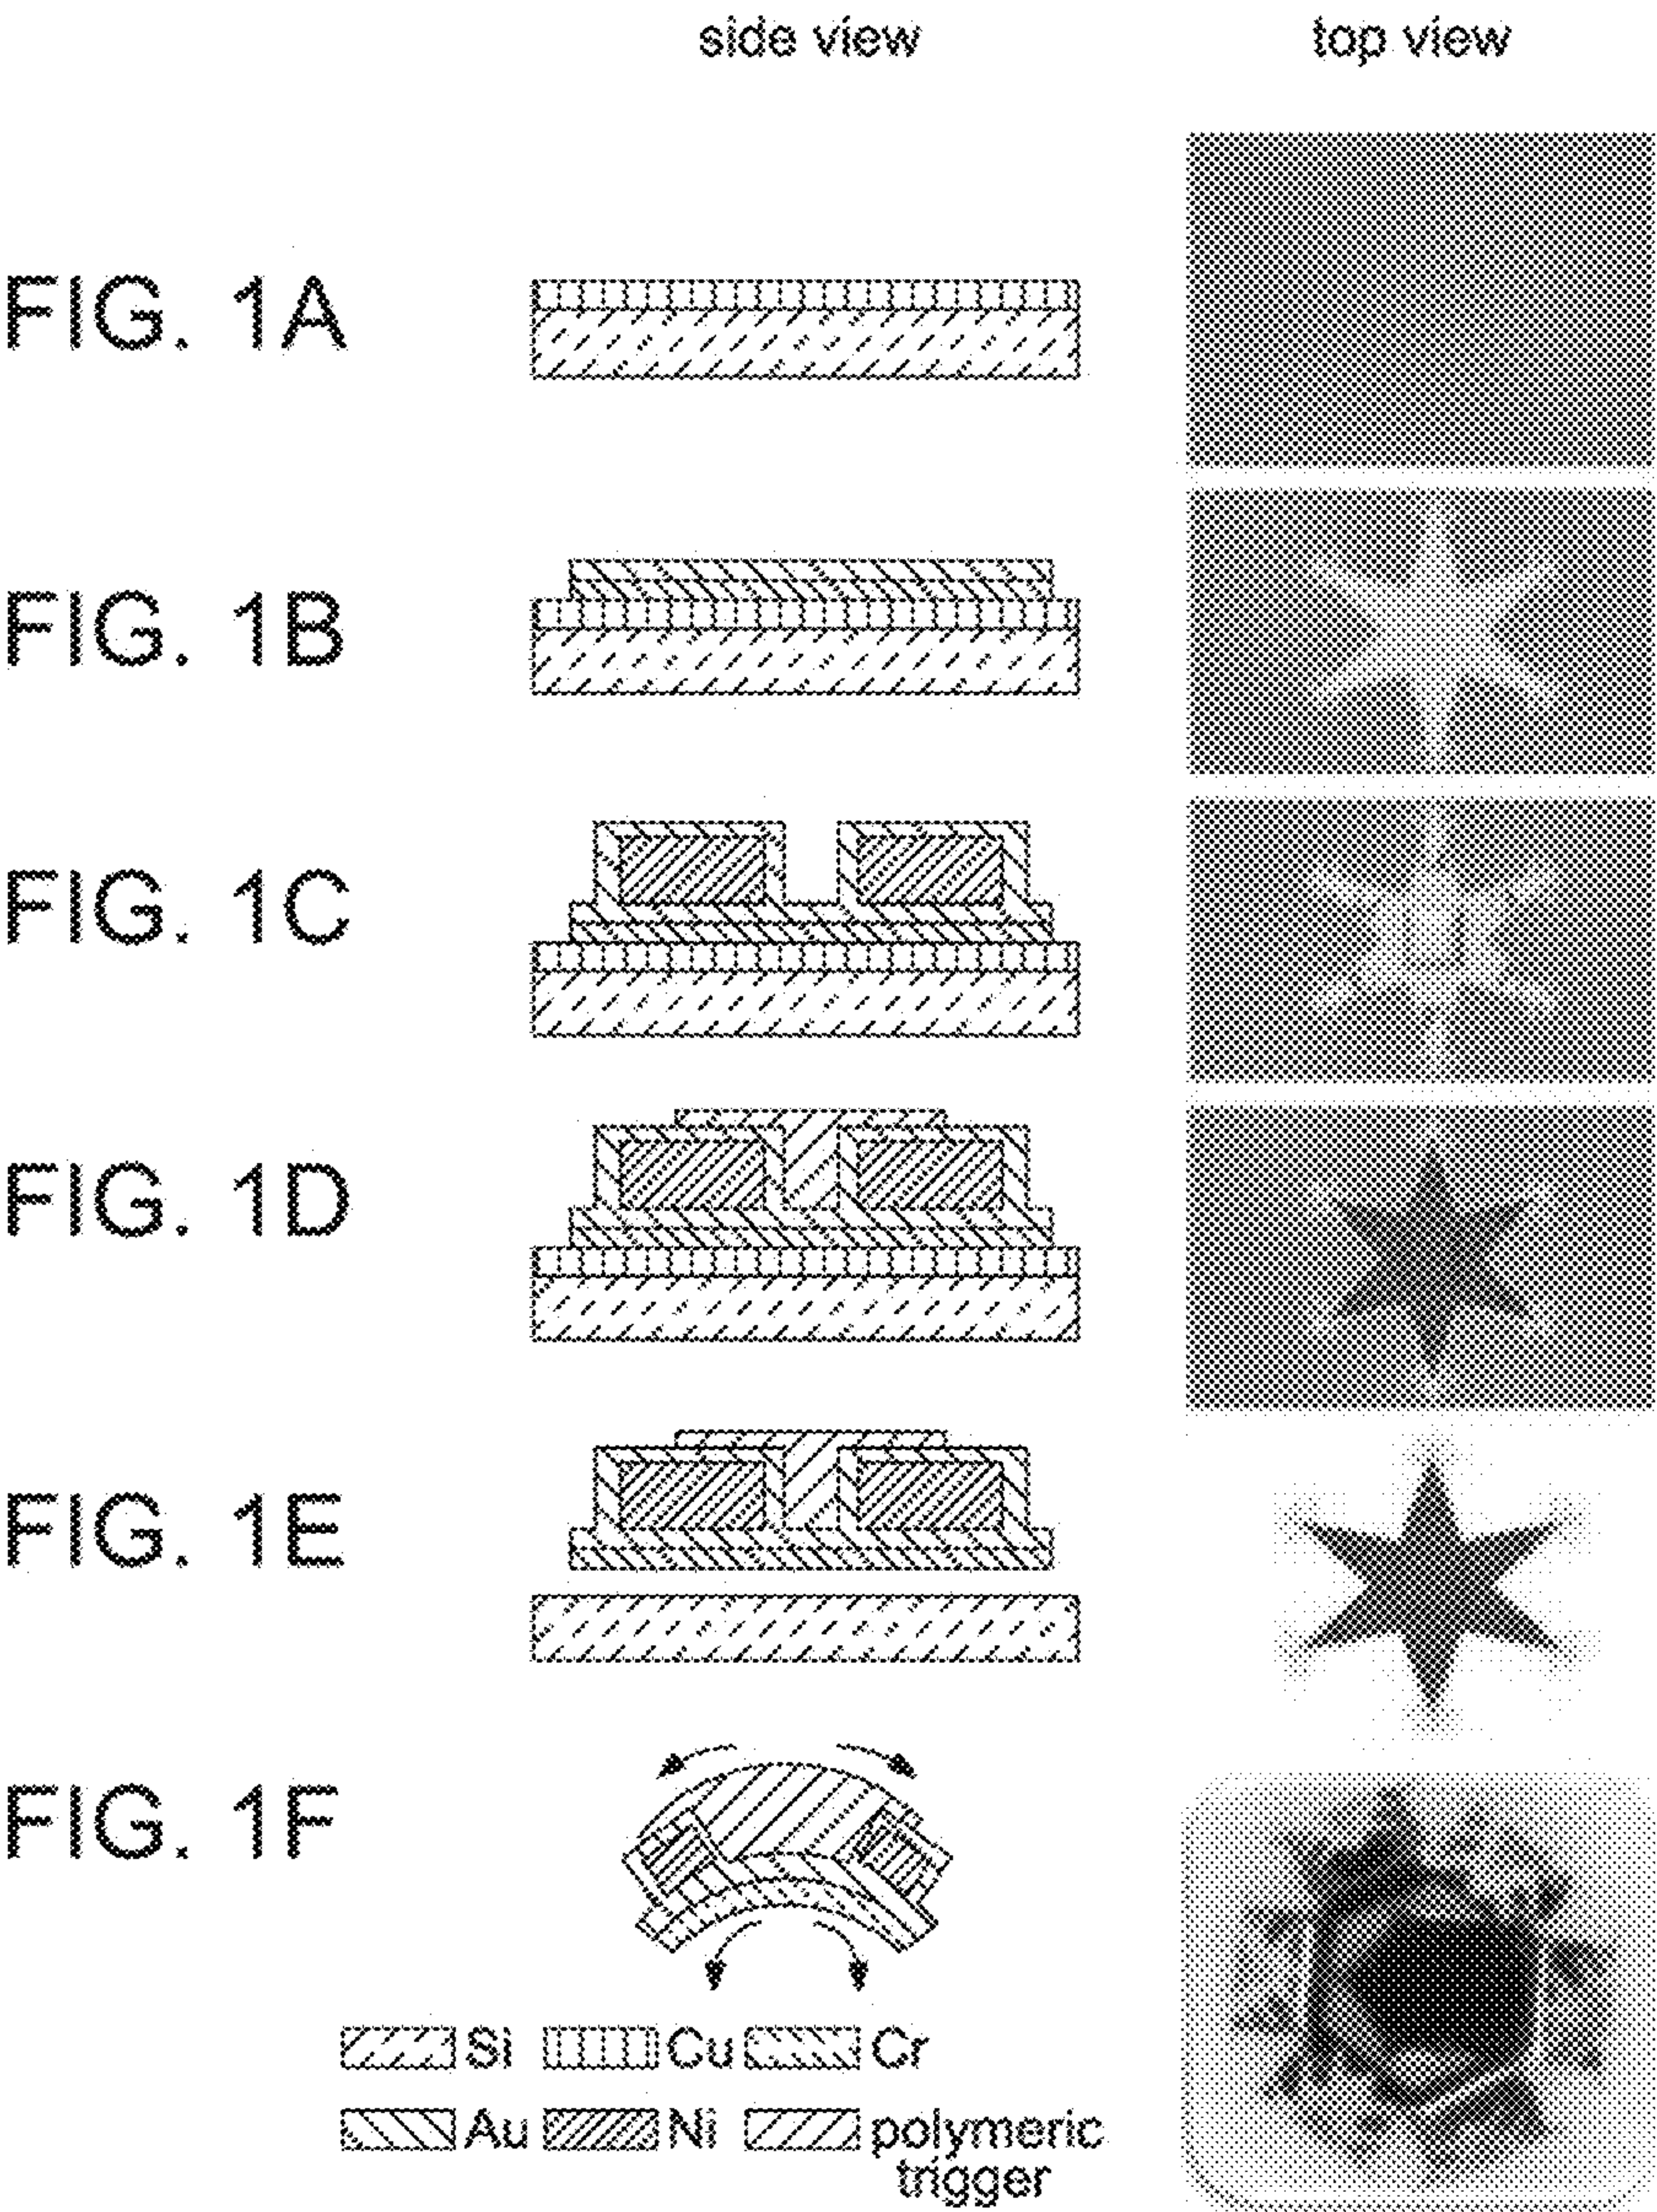 side view top view
FIG. 1A
FIG. 1B
FIG. 1C
FIG. 1D
FIG. 1E
FIG. 1F
Si Cu Cr
Au Ni polymeric
trigger